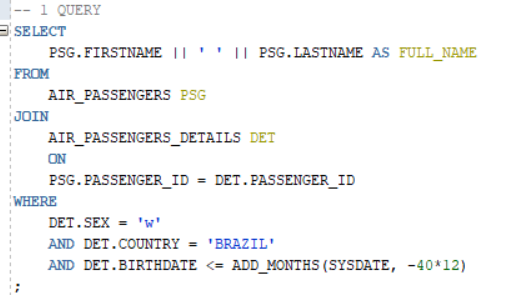 -- 1 QUERY
SELECT
PSG.FIRSTNAME || ' ' || PSG.LASTNAME AS FULL_NAME
FROM
AIR_PASSENGERS PSG
JOIN
AIR_PASSENGERS_DETAILS DET
ON
PSG.PASSENGER_ID = DET.PASSENGER_ID
WHERE
DET.SEX = 'w'
AND DET.COUNTRY = 'BRAZIL'
AND DET.BIRTHDATE <= ADD_MONTHS(SYSDATE, -40*12)
;